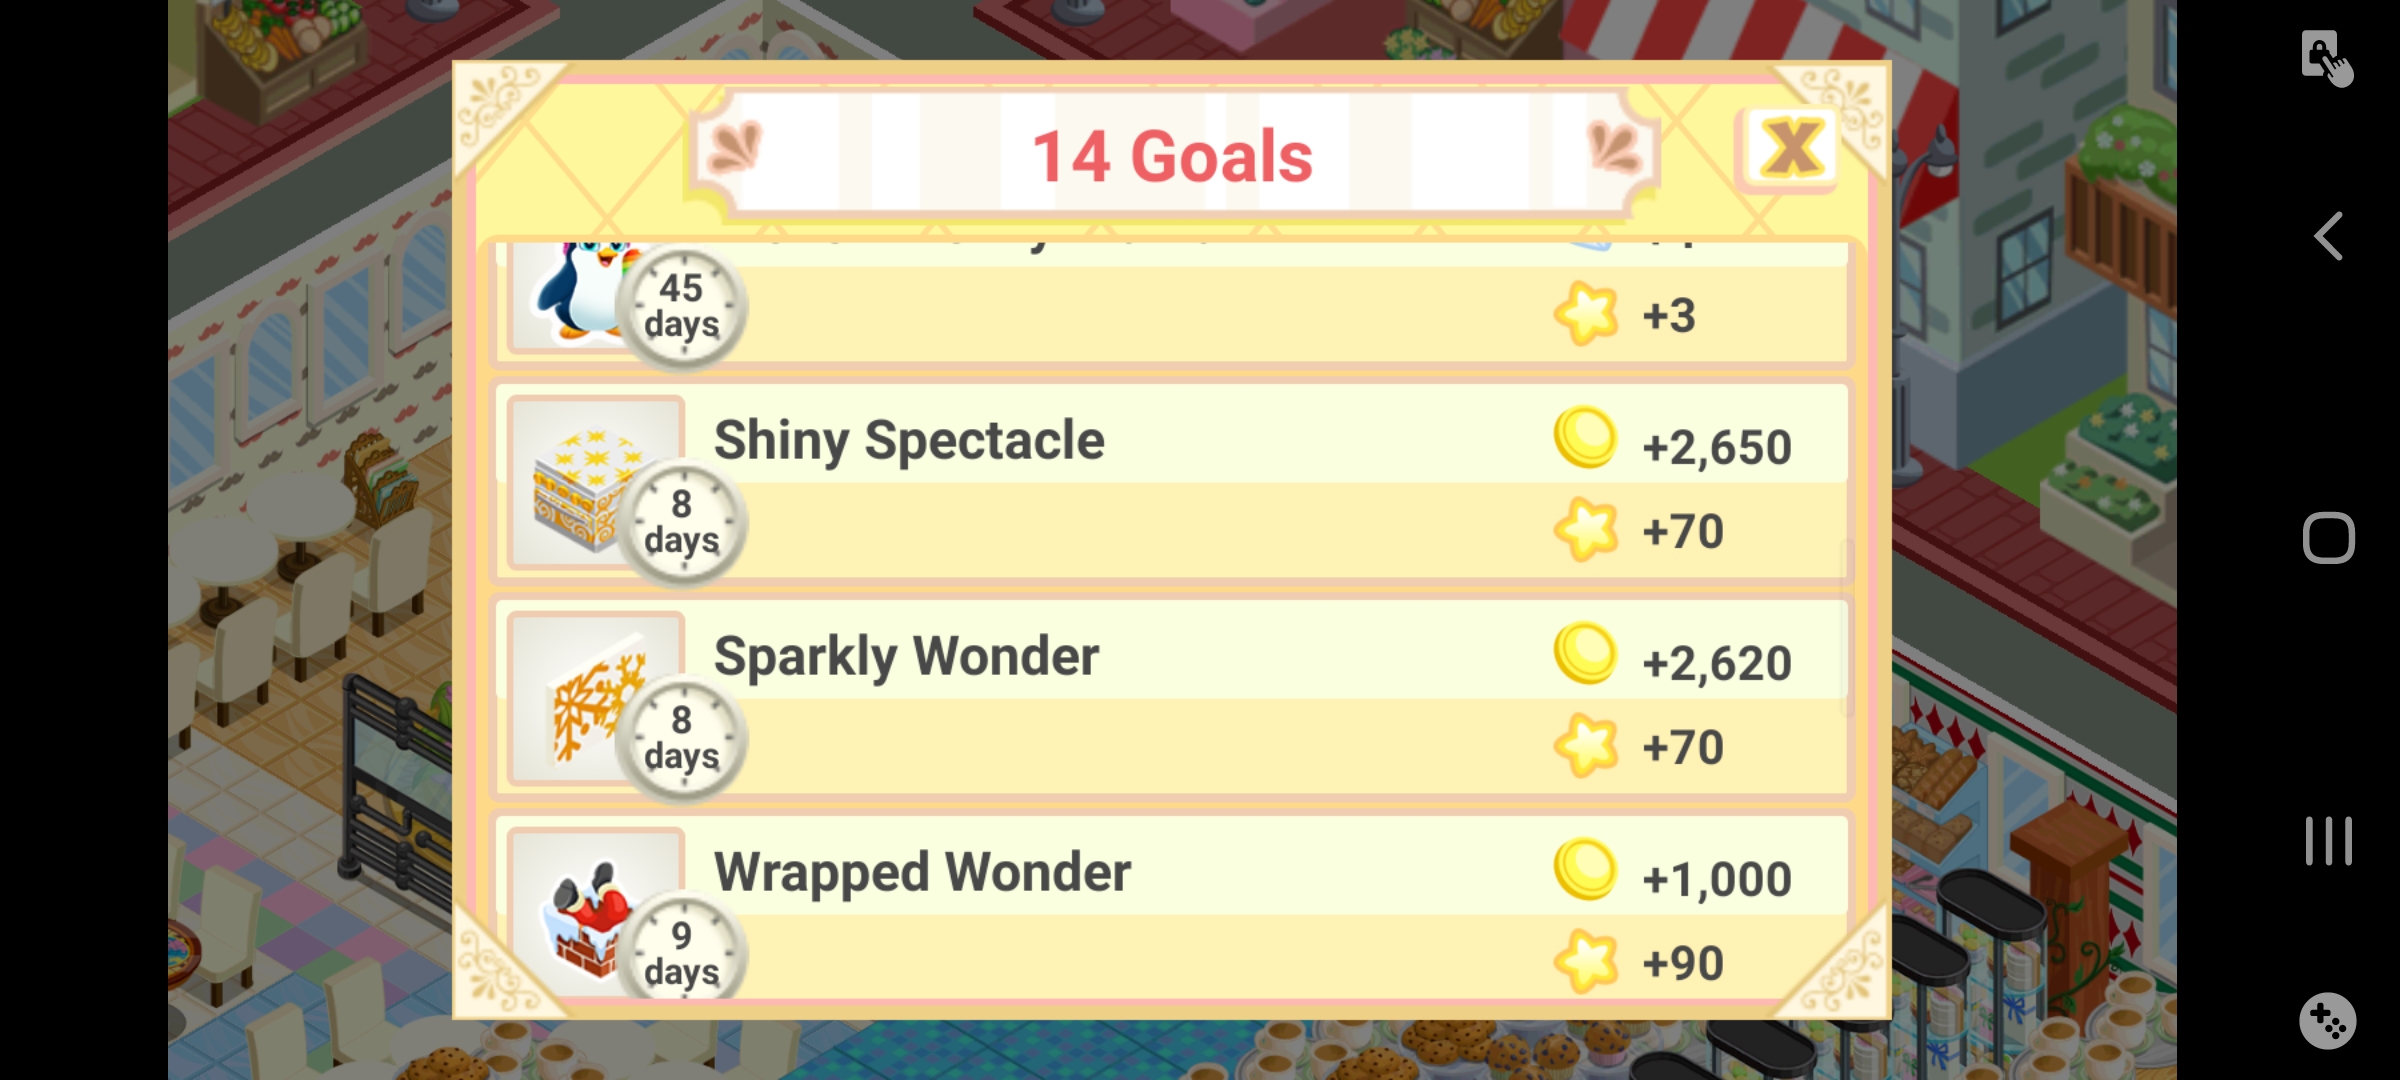 14 Goals
X
45
days
+3
Shiny Spectacle
+2,650
8
days
+70
Sparkly Wonder
+2,620
8
days
+70
Wrapped Wonder
+1,000
9
days
+90